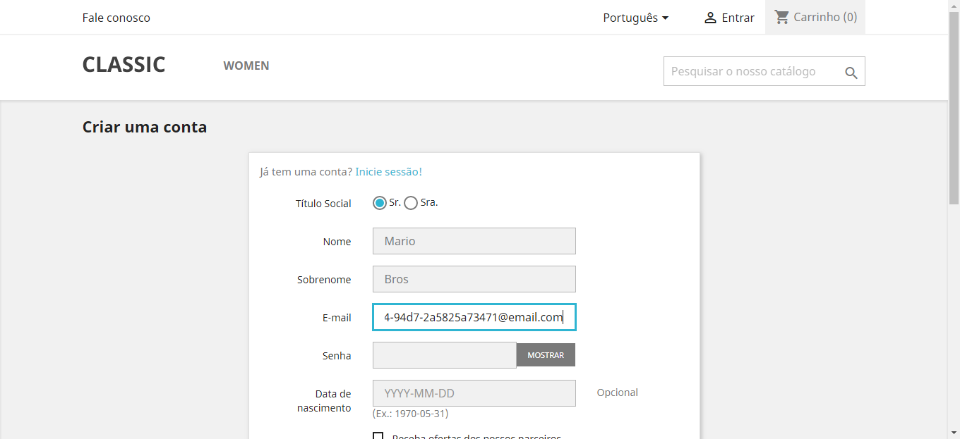 Fale conosco
Português
Entrar
Carrinho (0)
CLASSIC
WOMEN
Pesquisar o nosso catálogo
Criar uma conta
Já tem uma conta? Inicie sessão!
Título Social
Sr.
Sra.
Nome
Mario
Sobrenome
Bros
E-mail
4-94d7-2a5825a73471@email.com
Senha
MOSTRAR
Data de
nascimento
YYYY-MM-DD
Opcional
(Ex.: 1970-05-31)
Receba ofertas dos nossos parceiros